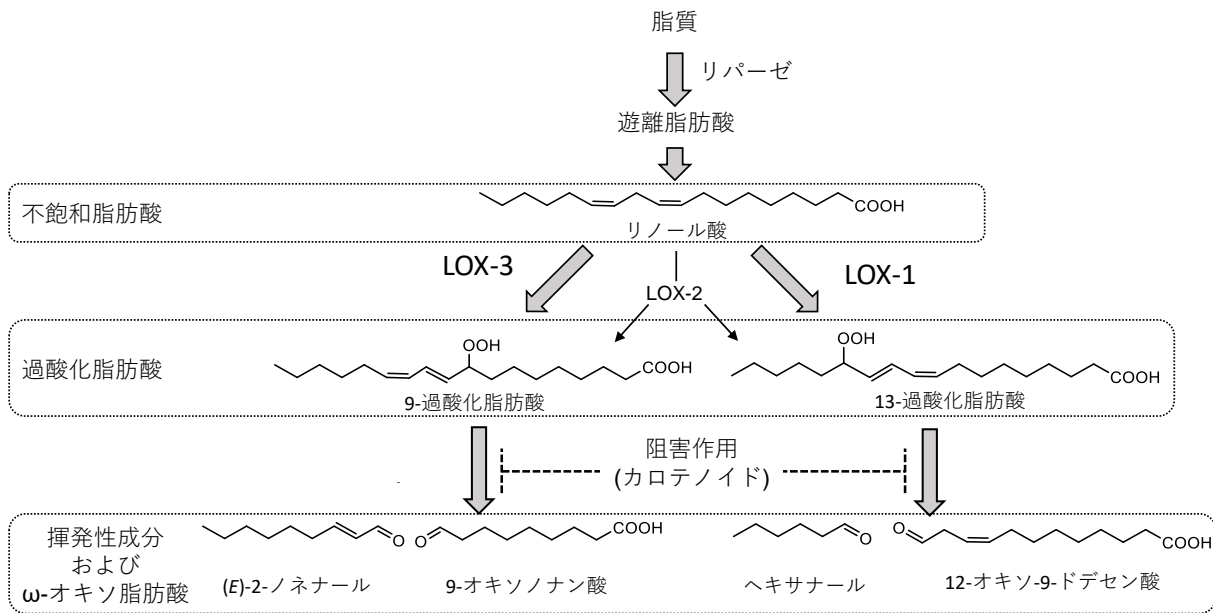 脂質
リパーゼ
遊離脂肪酸
不飽和脂肪酸
COOH
リノール酸
LOX-3
LOX-2
LOX-1
過酸化脂肪酸
OOH
COOH
9-過酸化脂肪酸
OOH
COOH
13-過酸化脂肪酸
阻害作用
(カロテノイド)
揮発性成分
および
ω-オキソ脂肪酸
O
(E)-2-ノネナール
O
COOH
9-オキソノナン酸
O
ヘキサナール
O
COOH
12-オキソ-9-ドデセン酸